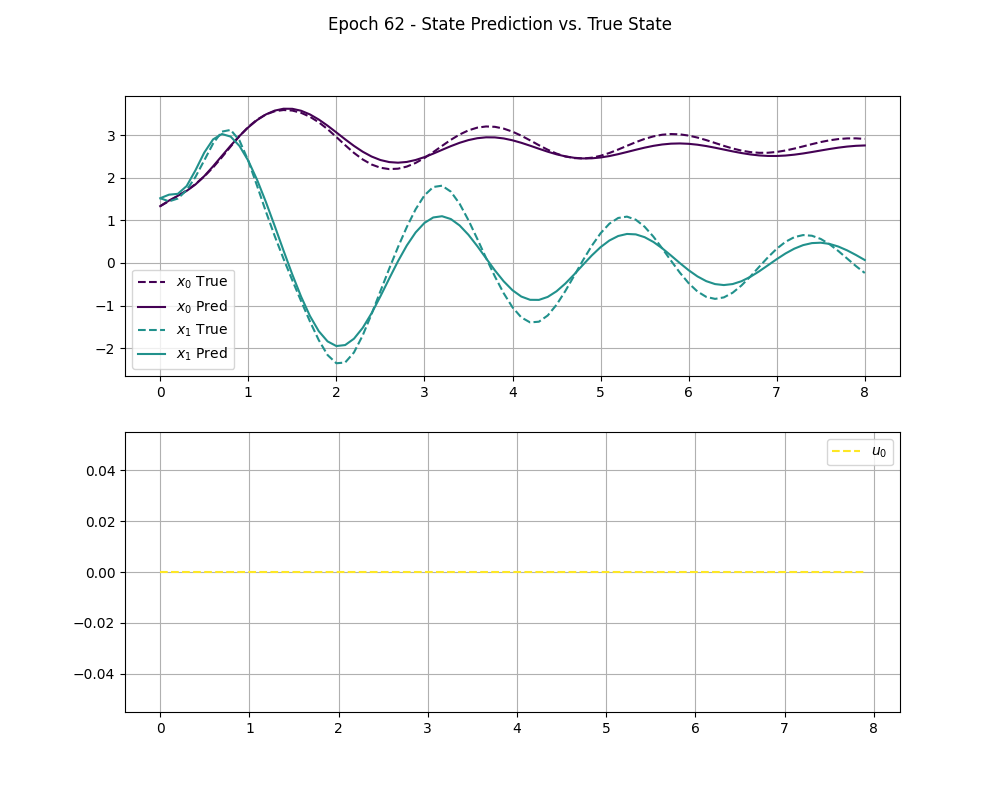 Epoch 62 - State Prediction vs. True State
3
2
1
0
−1
−2
x₀ True
x₀ Pred
x₁ True
x₁ Pred
0 1 2 3 4 5 6 7 8
0.04
0.02
0.00
−0.02
−0.04
u₀
0 1 2 3 4 5 6 7 8